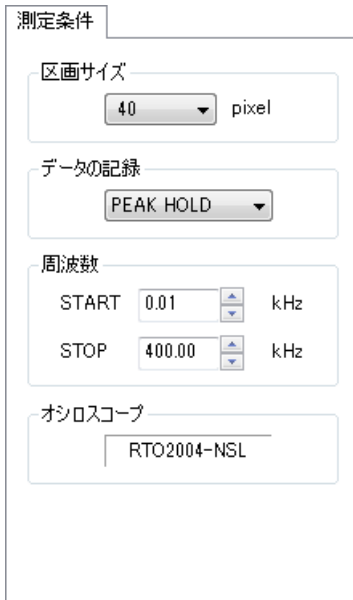 測定条件
区画サイズ
40 pixel
データの記録
PEAK HOLD
周波数
START 0.01 kHz
STOP 400.00 kHz
オシロスコープ
RTO2004-NSL